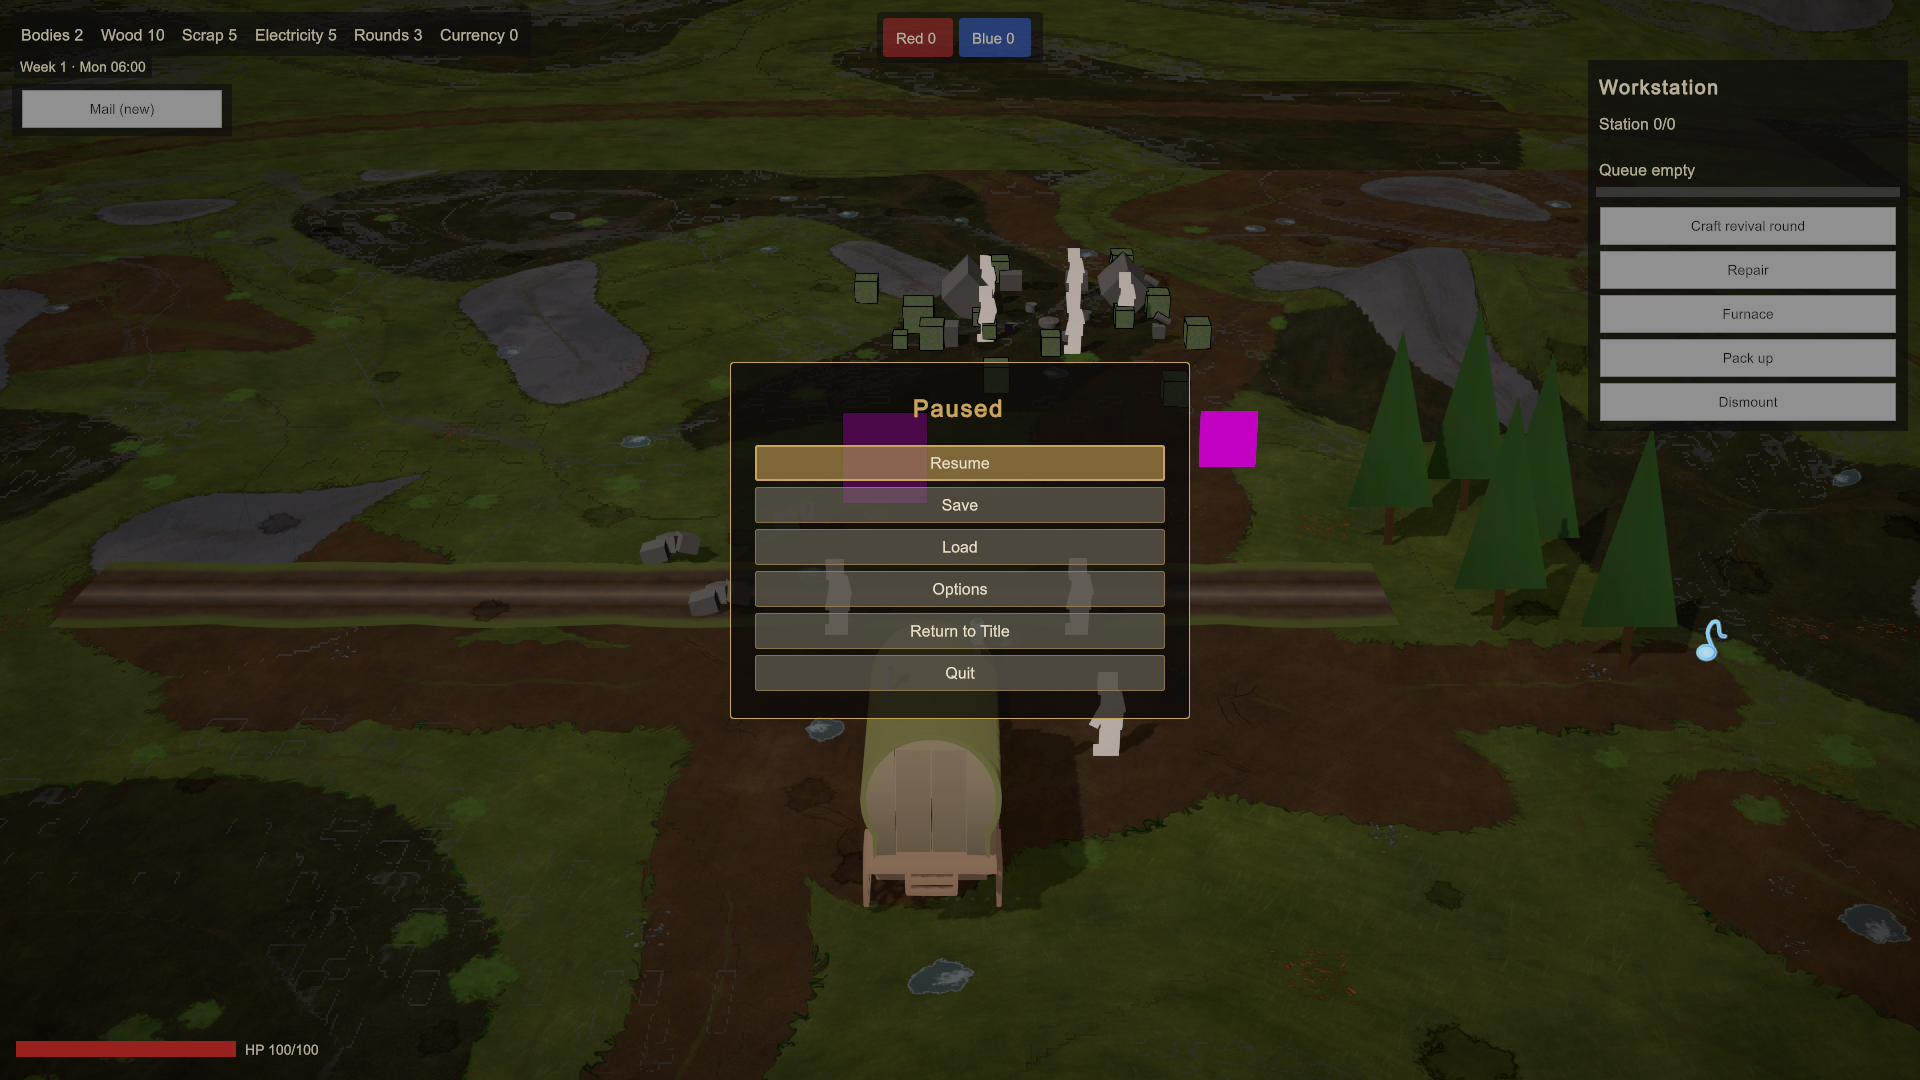 Bodies 2 Wood 10 Scrap 5 Electricity 5 Rounds 3 Currency 0
Week 1 · Mon 06:00
Mail (new)
Red 0 Blue 0
Workstation
Station 0/0
Queue empty
Craft revival round
Repair
Furnace
Pack up
Dismount
Paused
Resume
Save
Load
Options
Return to Title
Quit
HP 100/100